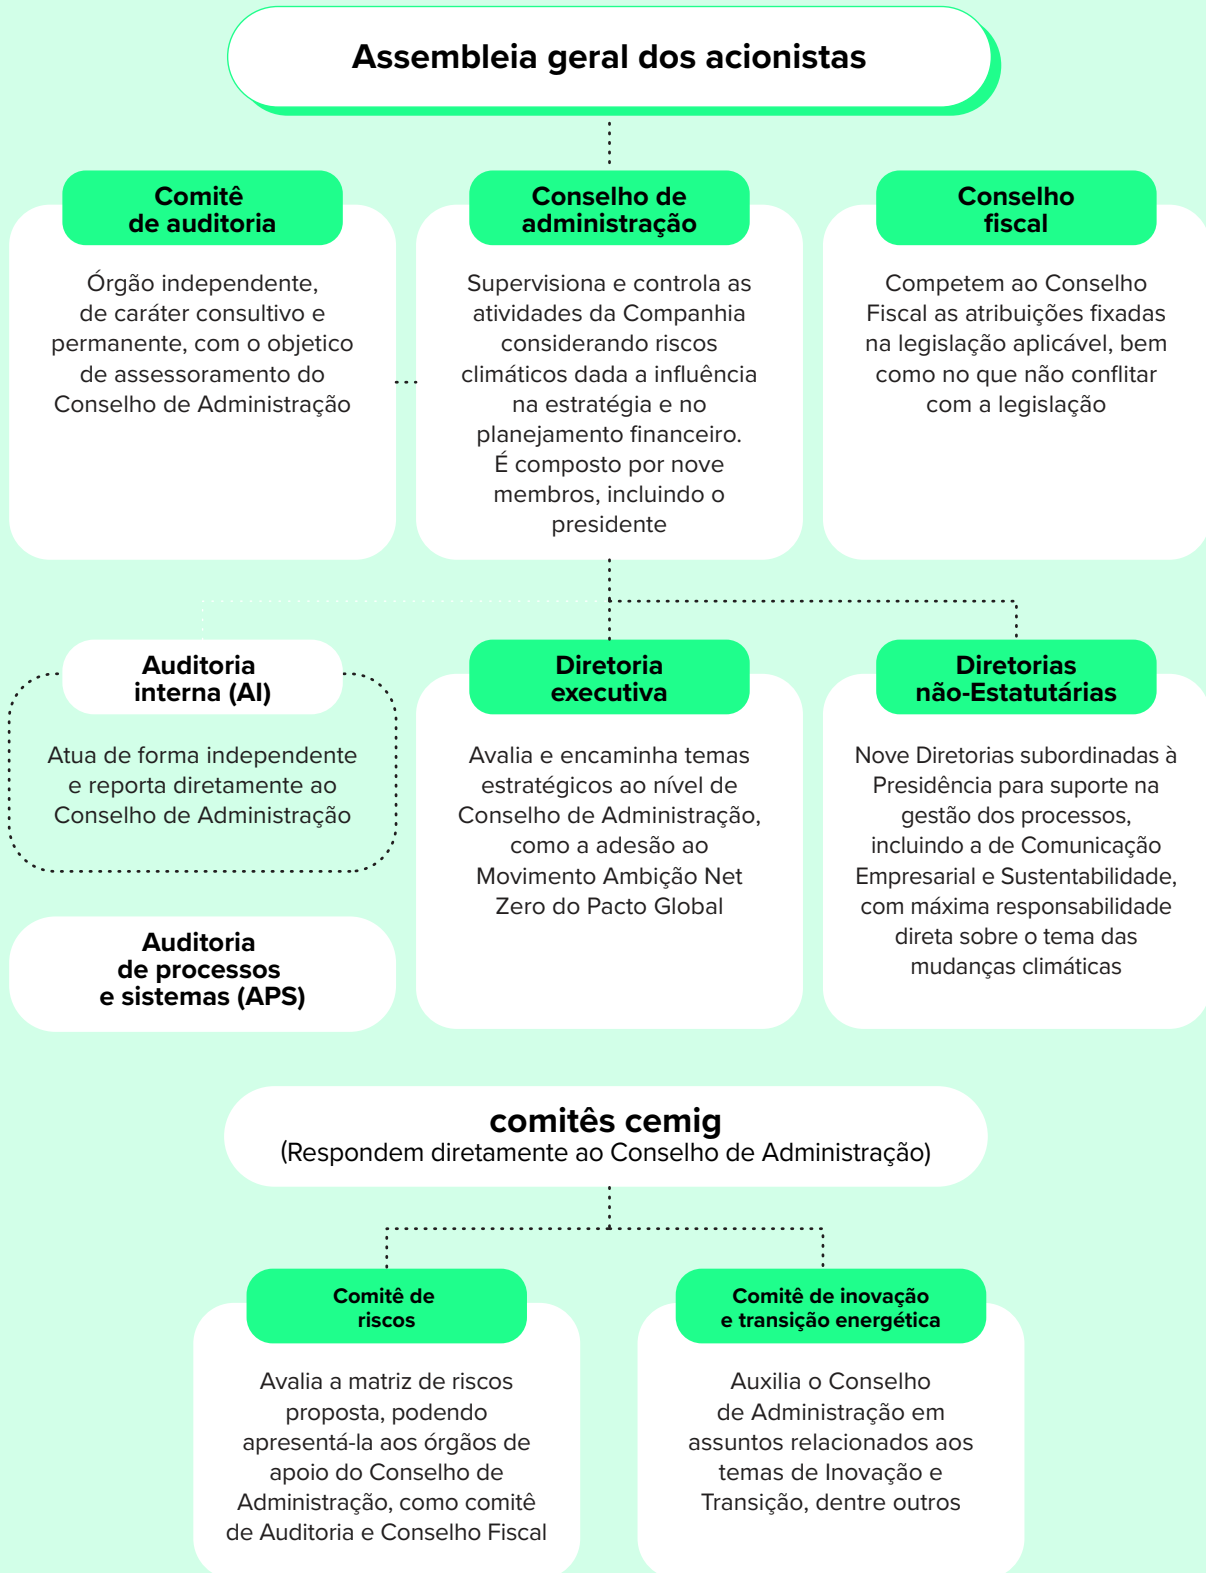 Assembleia geral dos acionistas
Comitê
de auditoria
Órgão independente,
de caráter consultivo e
permanente, com o objetico
de assessoramento do
Conselho de Administração
Conselho de
administração
Supervisiona e controla as
atividades da Companhia
considerando riscos
climáticos dada a influência
na estratégia e no
planejamento financeiro.
É composto por nove
membros, incluindo o
presidente
Conselho
fiscal
Competem ao Conselho
Fiscal as atribuições fixadas
na legislação aplicável, bem
como no que não conflitar
com a legislação
Auditoria
interna (AI)
Atua de forma independente
e reporta diretamente ao
Conselho de Administração
Auditoria
de processos
e sistemas (APS)
Diretoria
executiva
Avalia e encaminha temas
estratégicos ao nível de
Conselho de Administração,
como a adesão ao
Movimento Ambição Net
Zero do Pacto Global
Diretorias
não-Estatutárias
Nove Diretorias subordinadas à
Presidência para suporte na
gestão dos processos,
incluindo a de Comunicação
Empresarial e Sustentabilidade,
com máxima responsabilidade
direta sobre o tema das
mudanças climáticas
comitês cemig
(Respondem diretamente ao Conselho de Administração)
Comitê de
riscos
Avalia a matriz de riscos
proposta, podendo
apresentá-la aos órgãos de
apoio do Conselho de
Administração, como comitê
de Auditoria e Conselho Fiscal
Comitê de inovação
e transição energética
Auxilia o Conselho
de Administração em
assuntos relacionados aos
temas de Inovação e
Transição, dentre outros